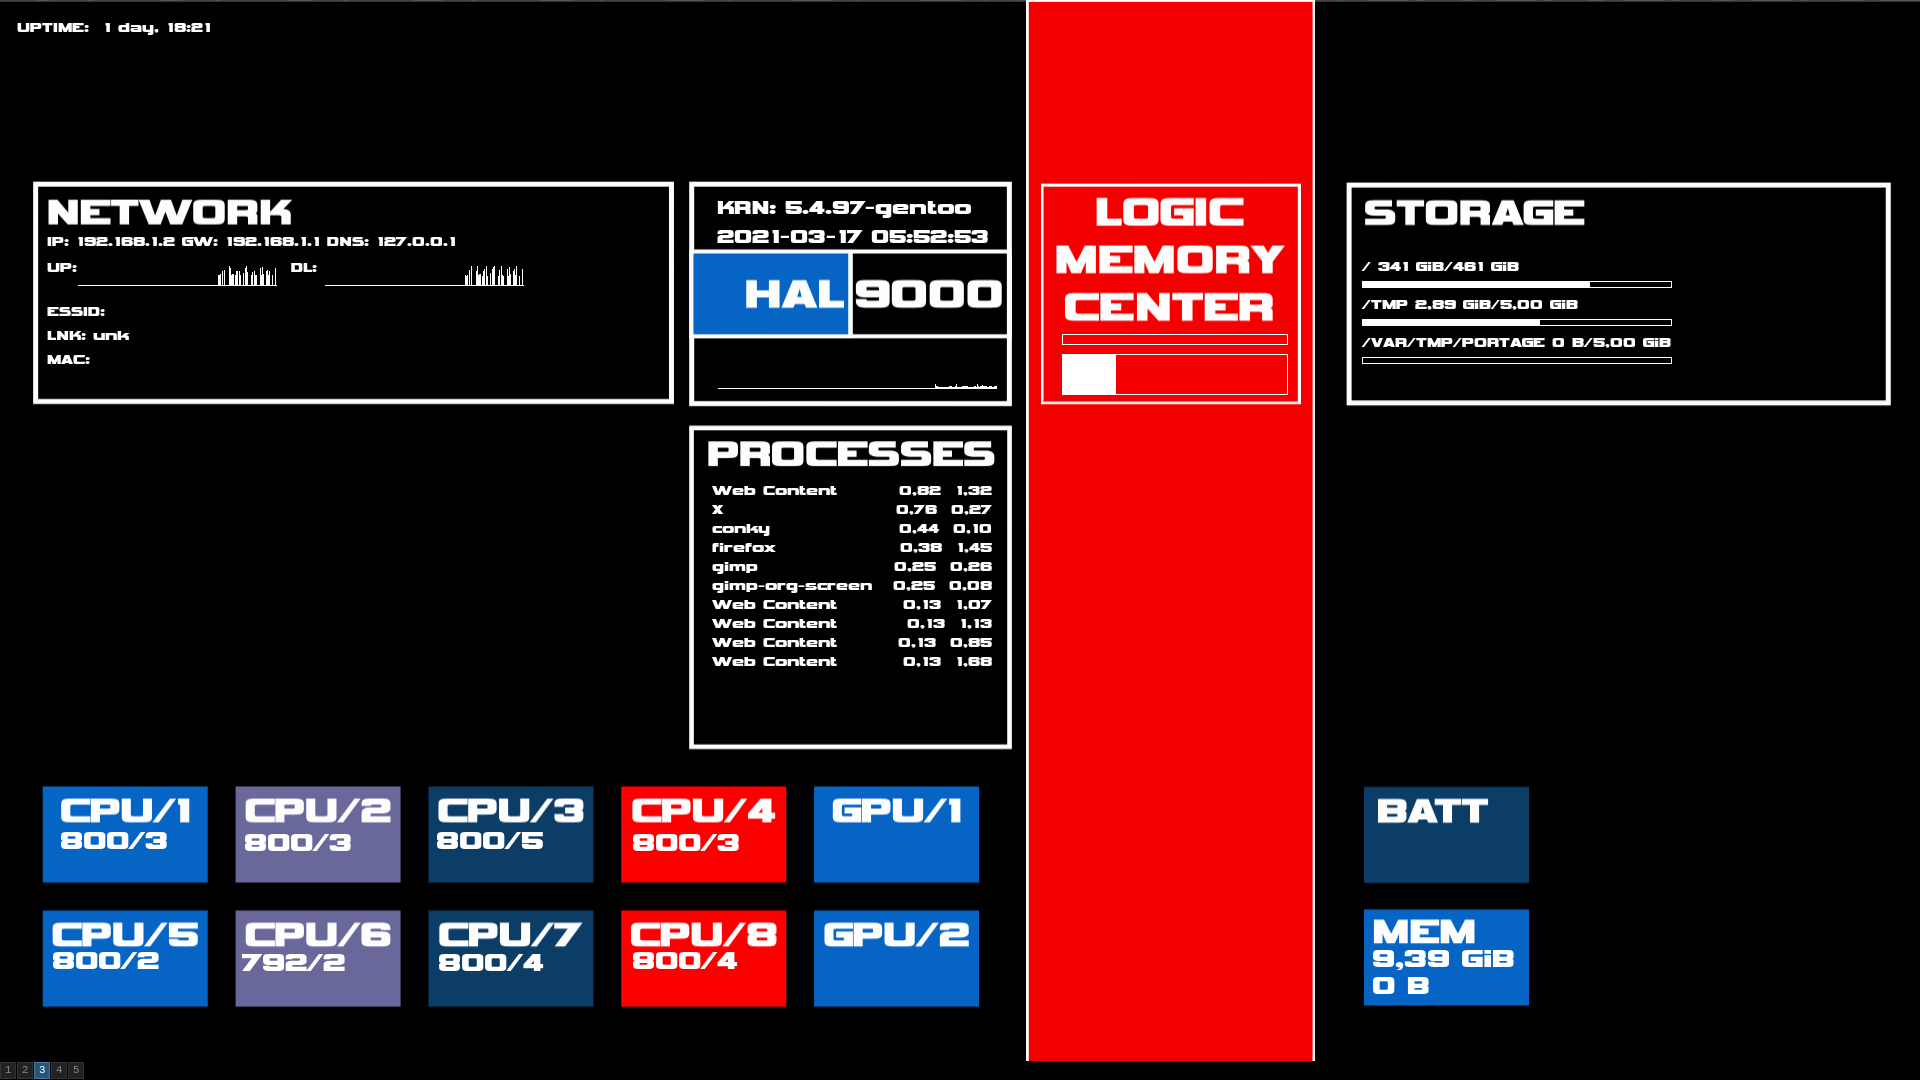 UPTIME: 1 day, 18:21
NETWORK
IP: 192.168.1.2 GW: 192.168.1.1 DNS: 127.0.0.1
UP: DL:
ESSID:
LNK: unk
MAC:
KRN: 5.4.97-gentoo
2021-03-17 05:52:53
HAL 9000
LOGIC
MEMORY
CENTER
STORAGE
/ 341 GiB/461 GiB
/TMP 2,89 GiB/5,00 GiB
/VAR/TMP/PORTAGE 0 B/5,00 GiB
PROCESSES
Web Content 0,82 1,32
X 0,76 0,27
conky 0,44 0,10
firefox 0,38 1,45
gimp 0,25 0,26
gimp-org-screen 0,25 0,08
Web Content 0,13 1,07
Web Content 0,13 1,13
Web Content 0,13 0,85
Web Content 0,13 1,68
CPU/1
800/3
CPU/2
800/3
CPU/3
800/5
CPU/4
800/3
GPU/1
BATT
CPU/5
800/2
CPU/6
792/2
CPU/7
800/4
CPU/8
800/4
GPU/2
MEM
9,39 GiB
0 B
1 2 3 4 5